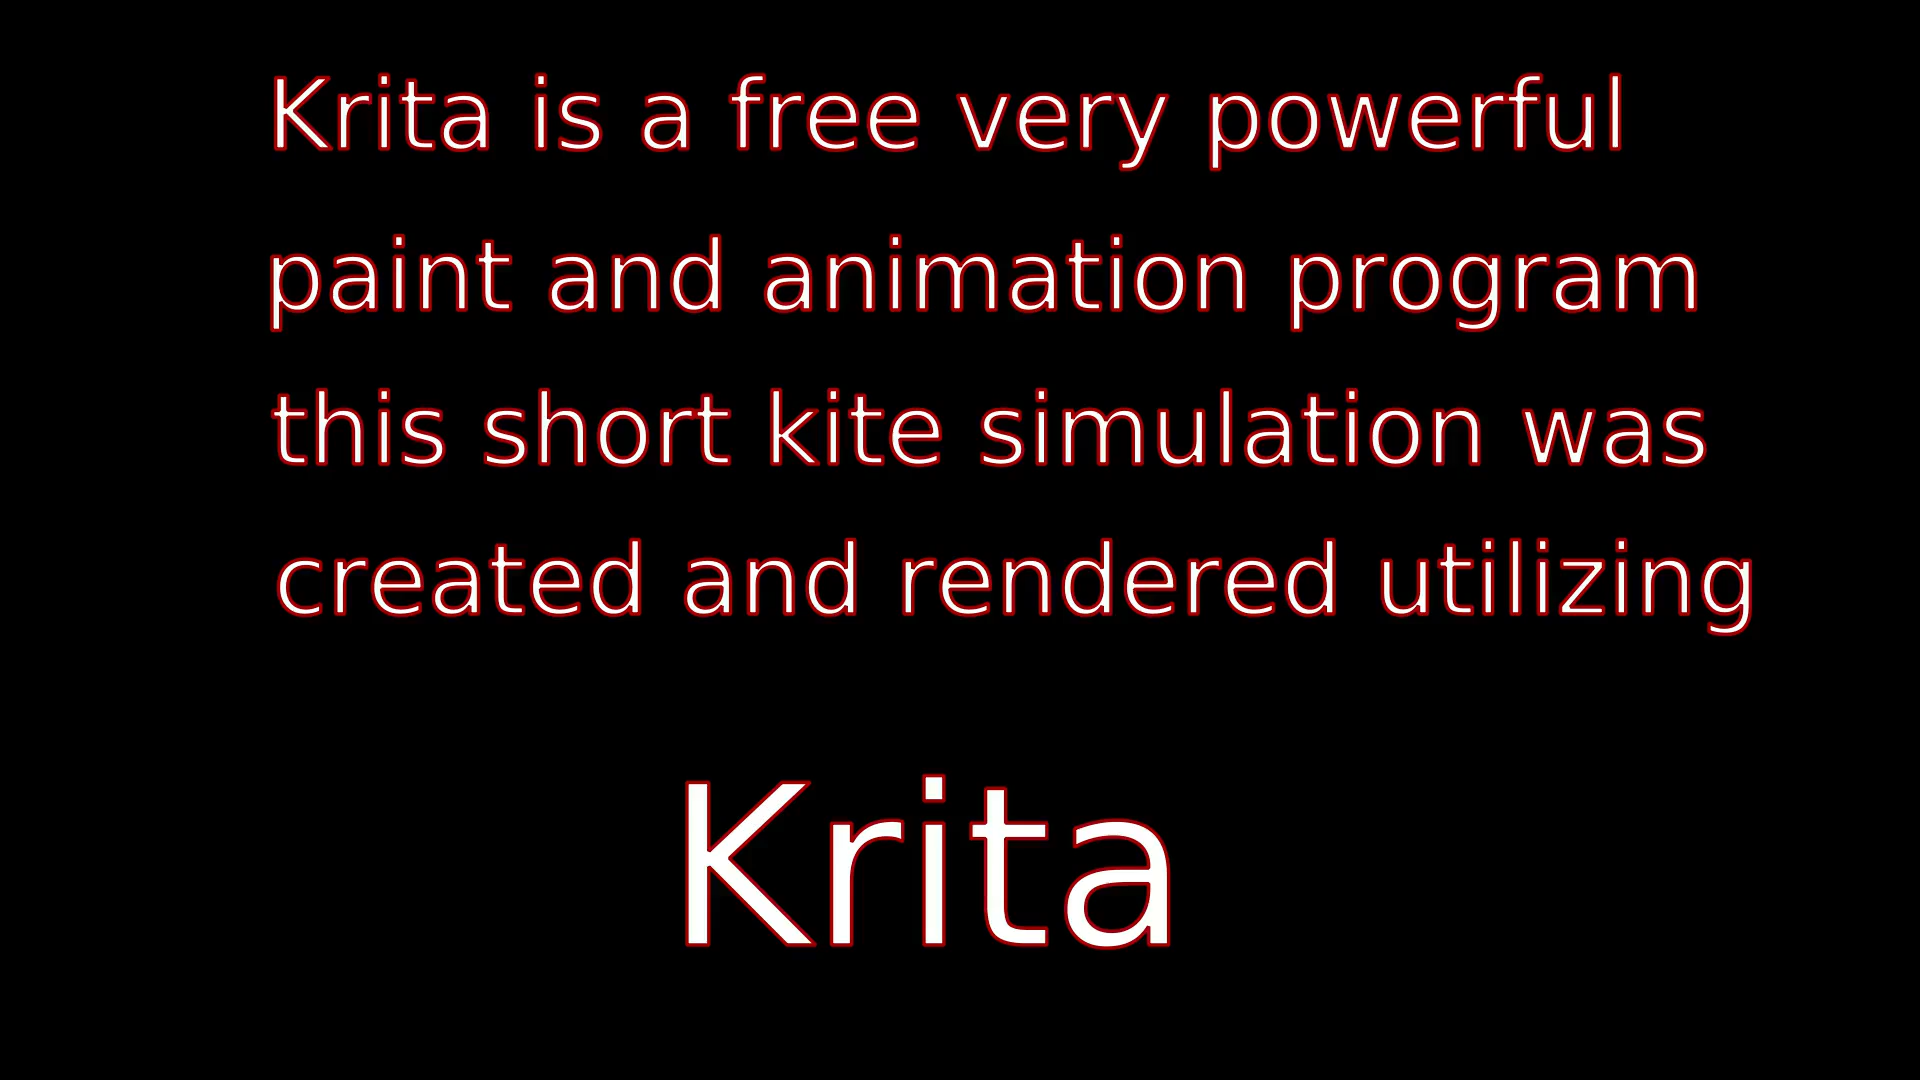 Krita is a free very powerful
paint and animation program
this short kite simulation was
created and rendered utilizing
Krita